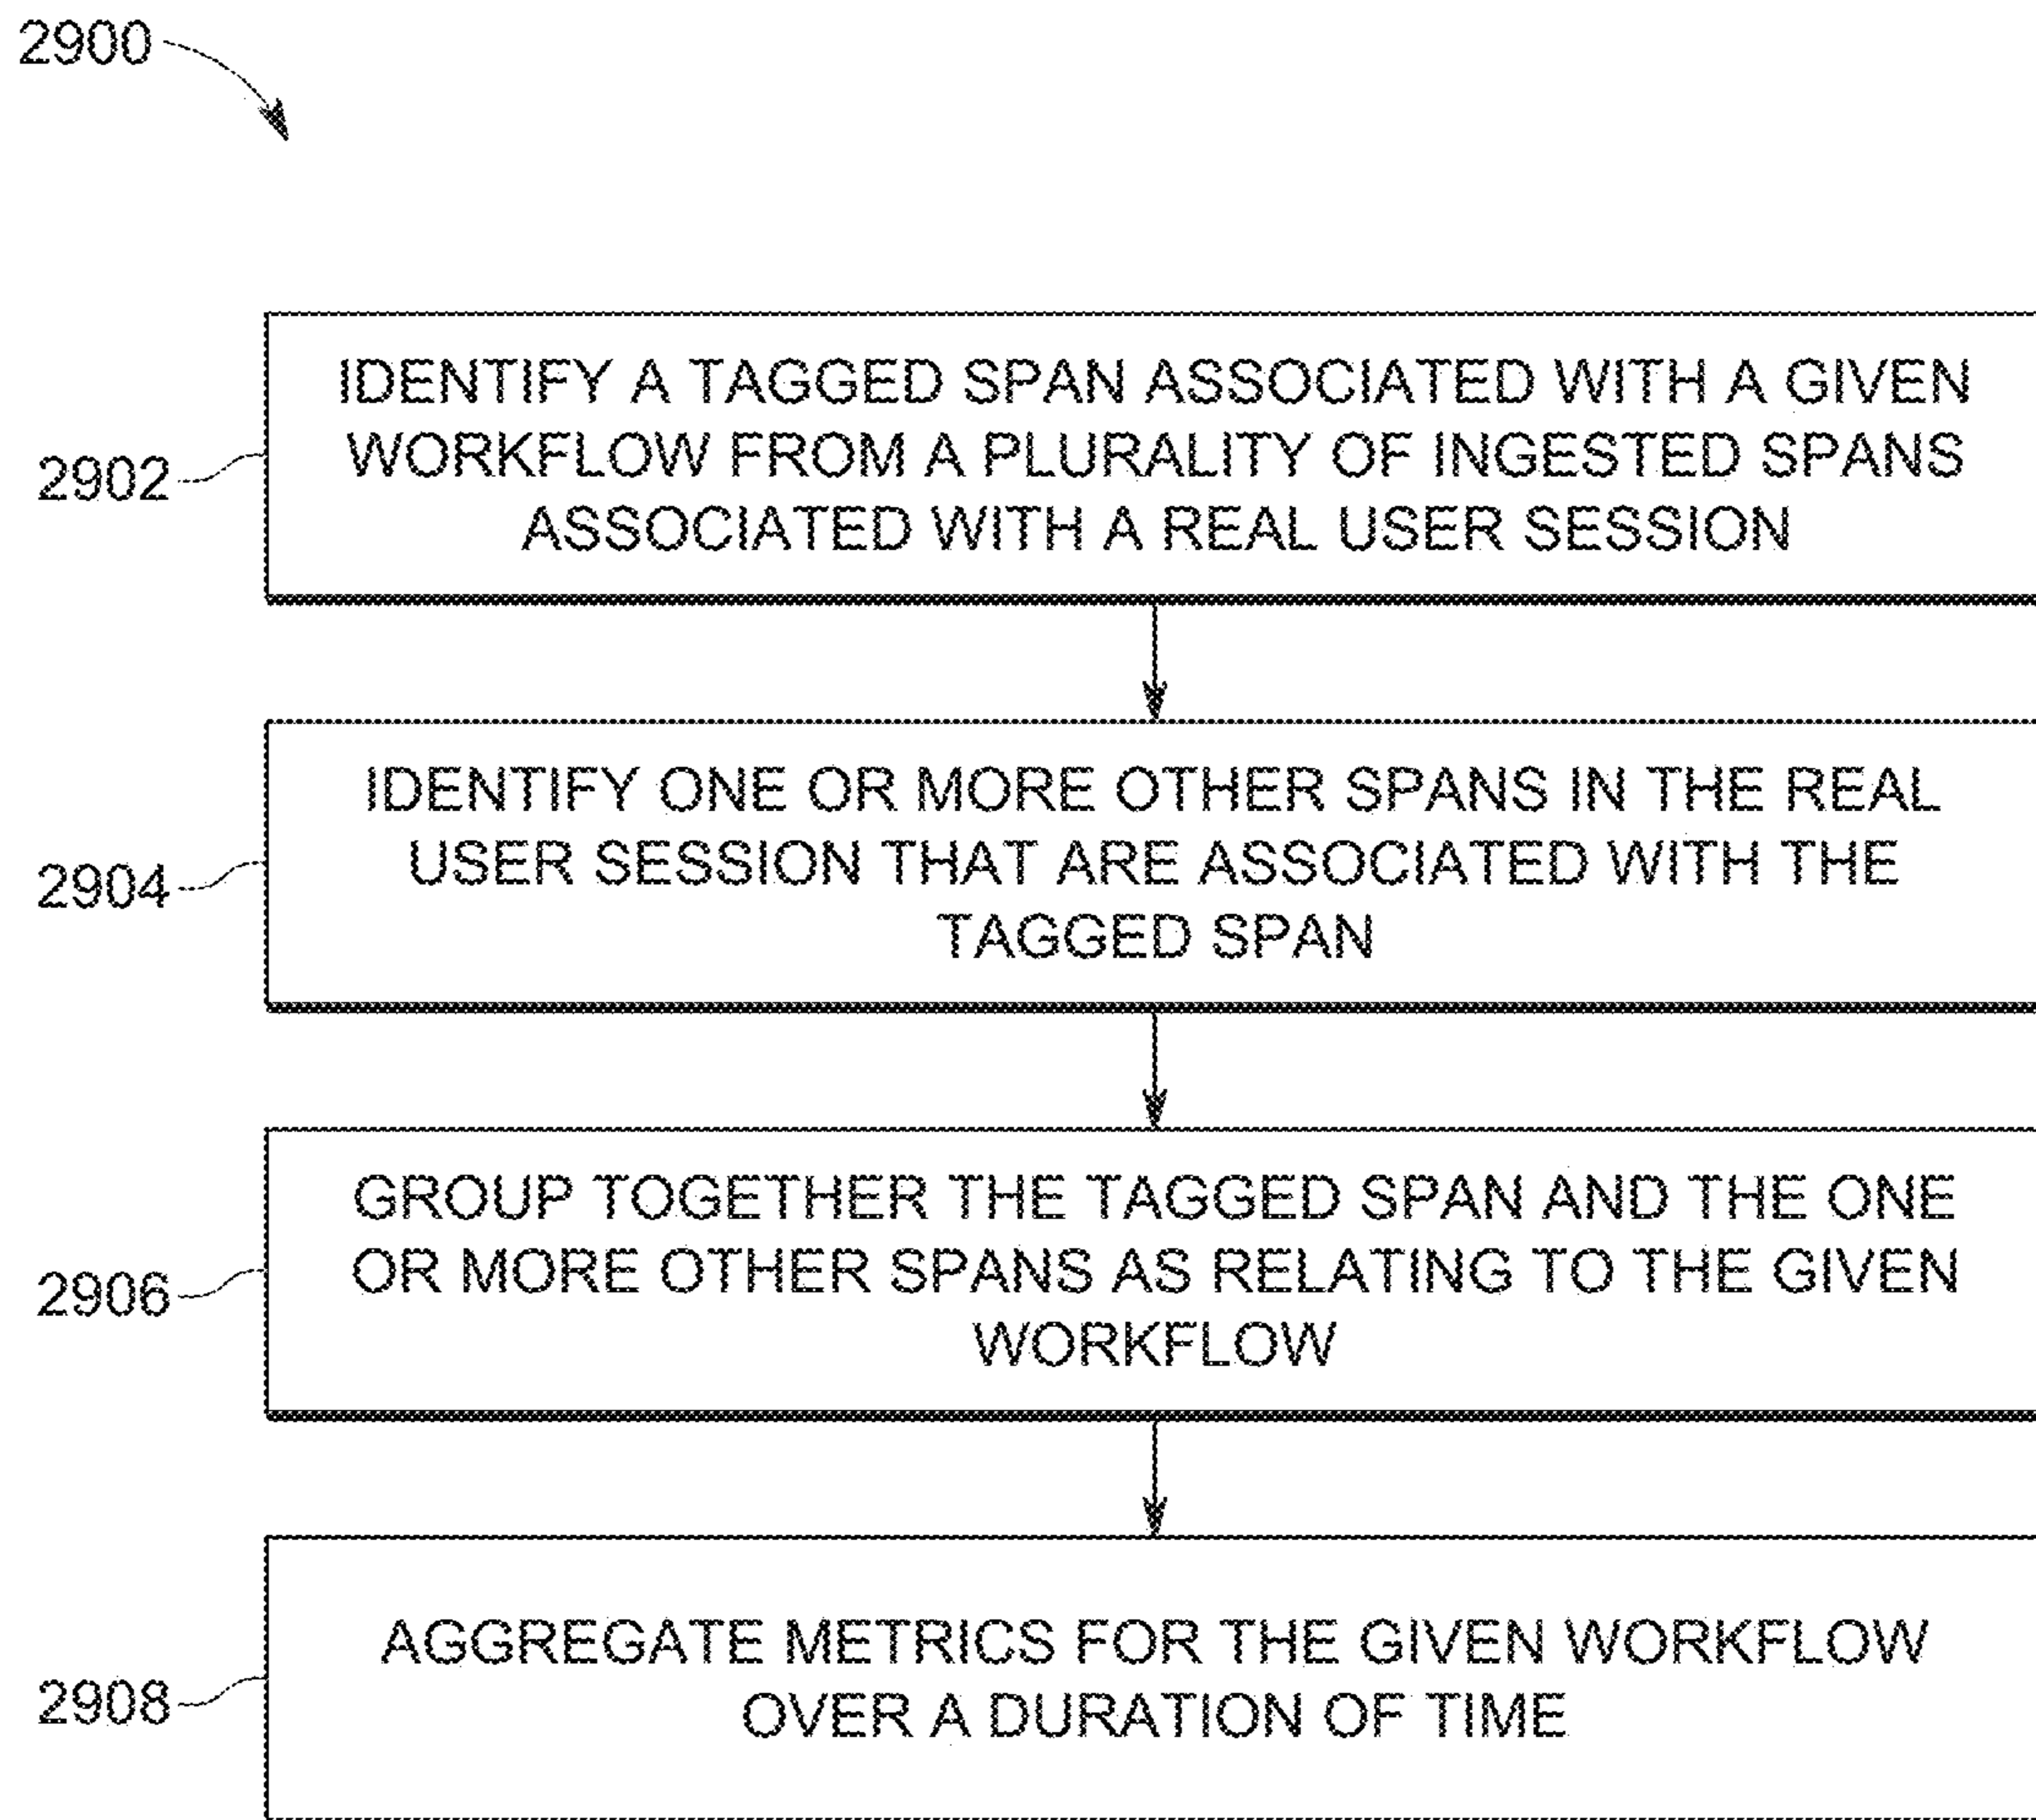 2900
IDENTIFY A TAGGED SPAN ASSOCIATED WITH A GIVEN
WORKFLOW FROM A PLURALITY OF INGESTED SPANS
ASSOCIATED WITH A REAL USER SESSION
2902
IDENTIFY ONE OR MORE OTHER SPANS IN THE REAL
USER SESSION THAT ARE ASSOCIATED WITH THE
TAGGED SPAN
2904
GROUP TOGETHER THE TAGGED SPAN AND THE ONE
OR MORE OTHER SPANS AS RELATING TO THE GIVEN
WORKFLOW
2906
AGGREGATE METRICS FOR THE GIVEN WORKFLOW
OVER A DURATION OF TIME
2908